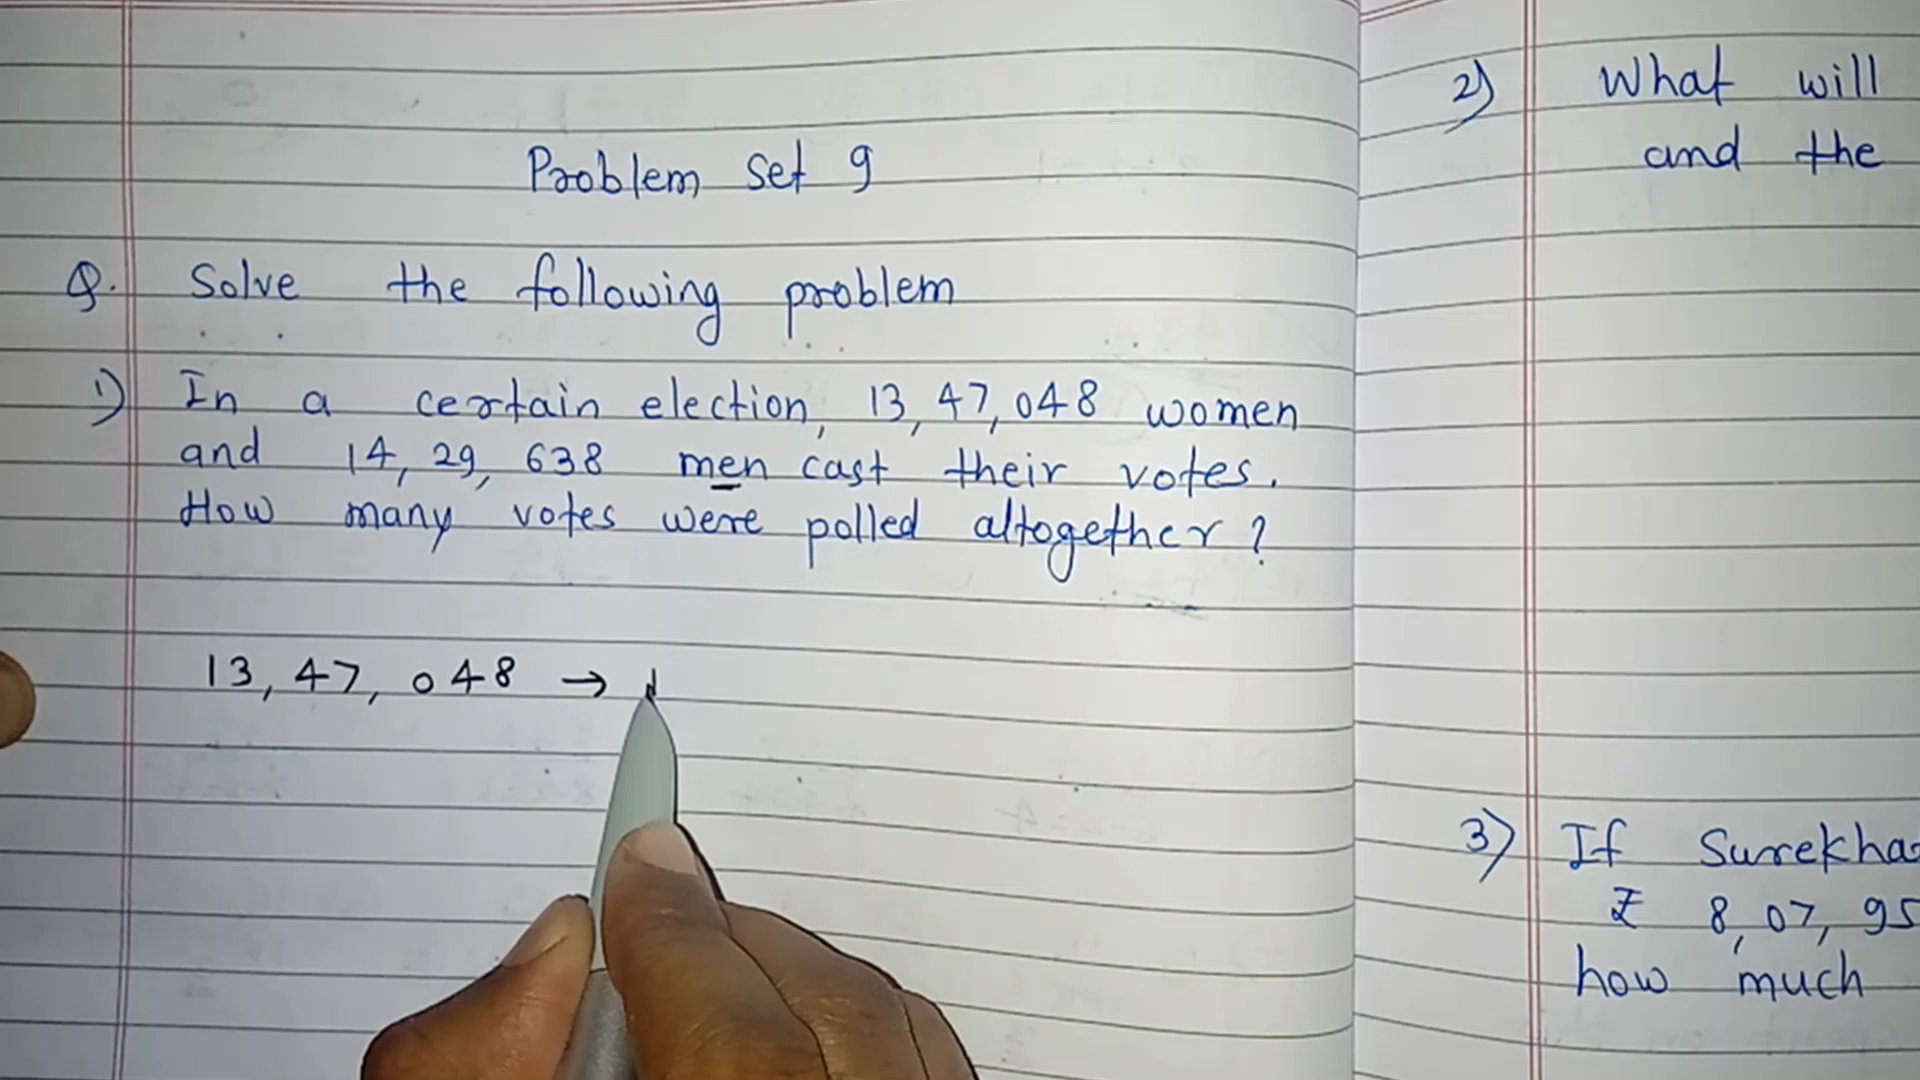 Problem Set 9
Q. Solve the following problem
1) In a certain election, 13,47,048 women
and 14, 29, 638 men cast their votes.
How many votes were polled altogether?
13, 47, 048 →
2) What will
and the
3) If Surekha
₹ 8,07,95
how much